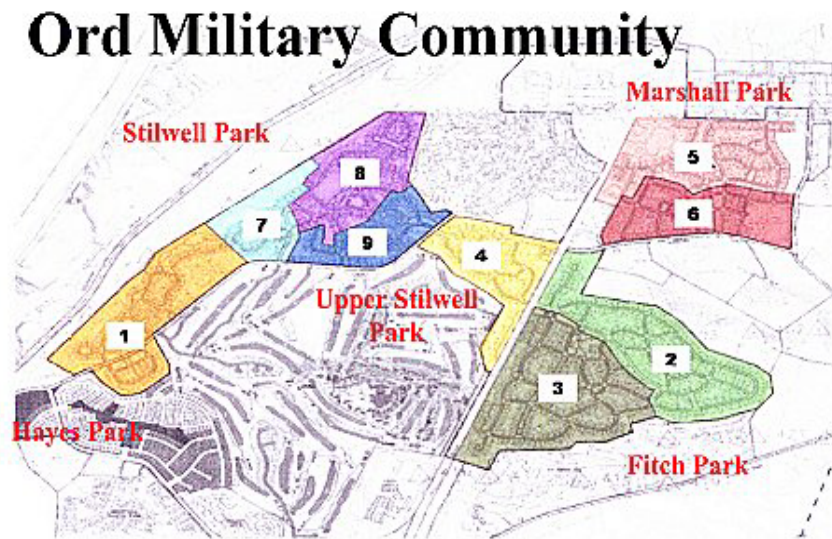 Ord Military Community
Marshall Park
Stilwell Park
5
8
6
7
9
4
Upper Stilwell
Park
1
2
3
Hayes Park
Fitch Park